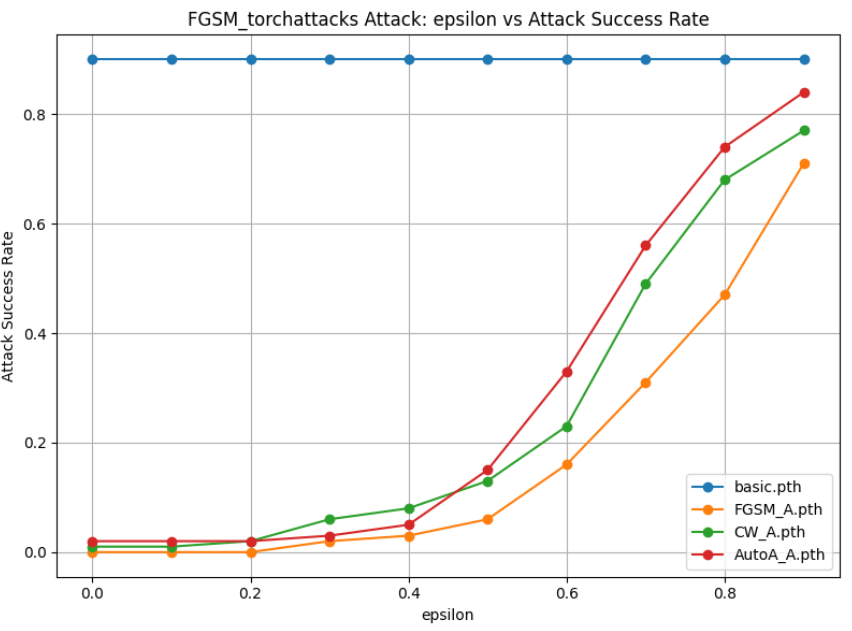 FGSM_torchattacks Attack: epsilon vs Attack Success Rate
Attack Success Rate
0.8
0.6
0.4
0.2
0.0
0.0 0.2 0.4 0.6 0.8
epsilon
basic.pth
FGSM_A.pth
CW_A.pth
AutoA_A.pth